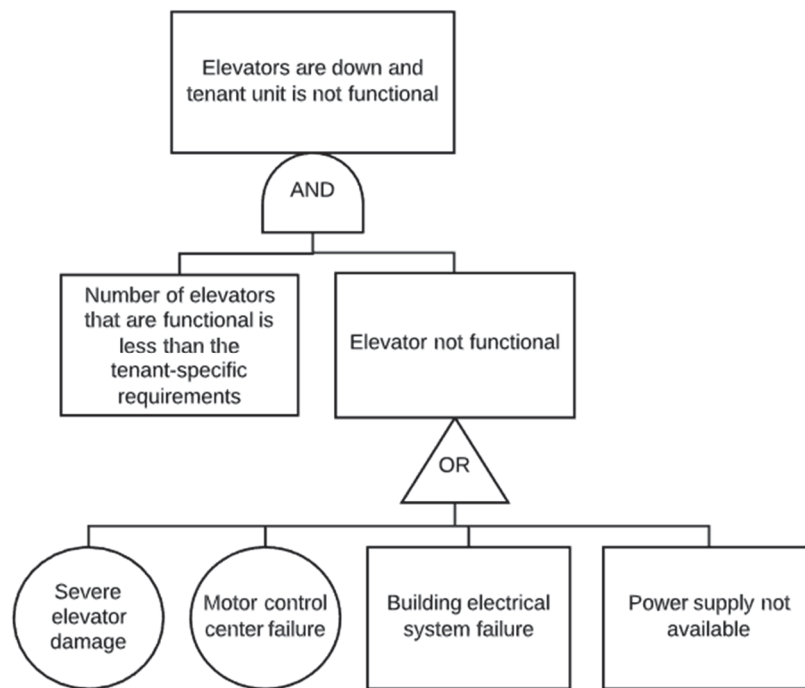 Elevators are down and
tenant unit is not functional
AND
Number of elevators
that are functional is
less than the
tenant-specific
requirements
Elevator not functional
OR
Severe
elevator
damage
Motor control
center failure
Building electrical
system failure
Power supply not
available